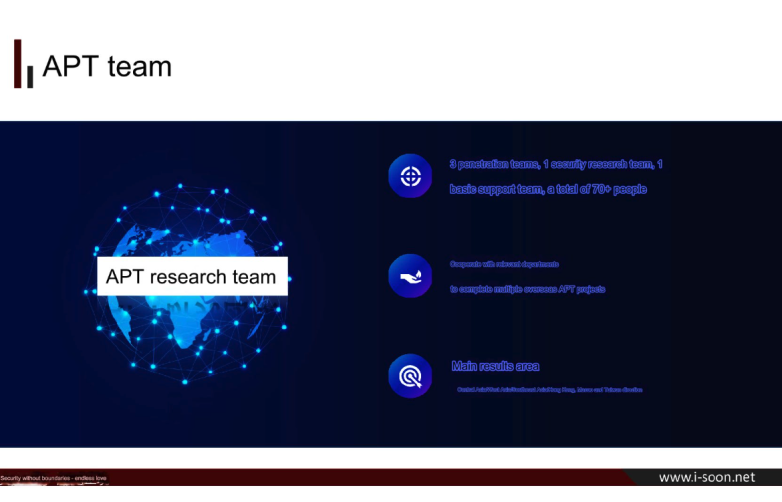 APT team
3 penetration teams, 1 security research team, 1
basic support team, a total of 70+ people
APT research team
Cooperate with relevant departments
to complete multiple overseas APT projects
Main results area
Central Asia/West Asia/Southeast Asia/Hong Kong, Macao and Taiwan direction
Security without boundaries - endless love
www.i-soon.net